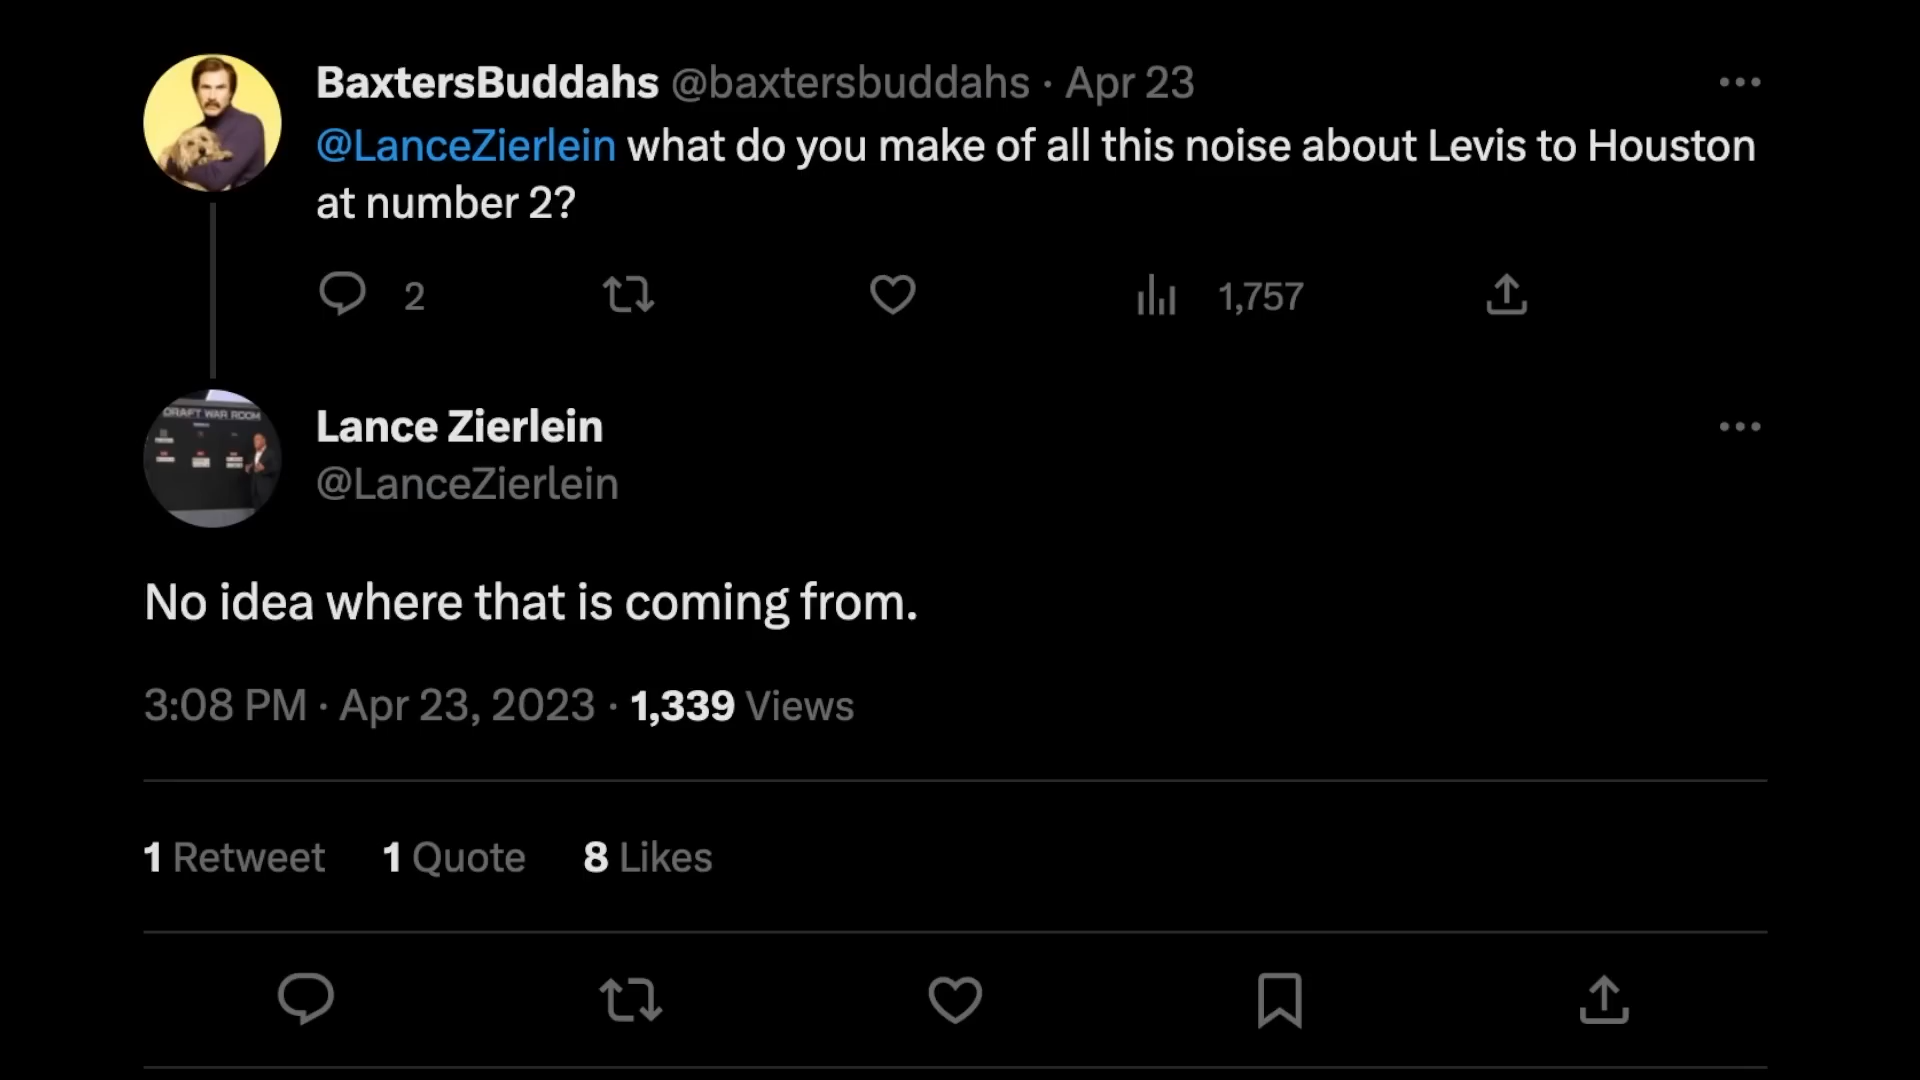 BaxtersBuddahs @baxtersbuddahs · Apr 23
@LanceZierlein what do you make of all this noise about Levis to Houston
at number 2?
2 1,757
DRAFT WAR ROOM
Lance Zierlein
@LanceZierlein
No idea where that is coming from.
3:08 PM · Apr 23, 2023 · 1,339 Views
1 Retweet 1 Quote 8 Likes